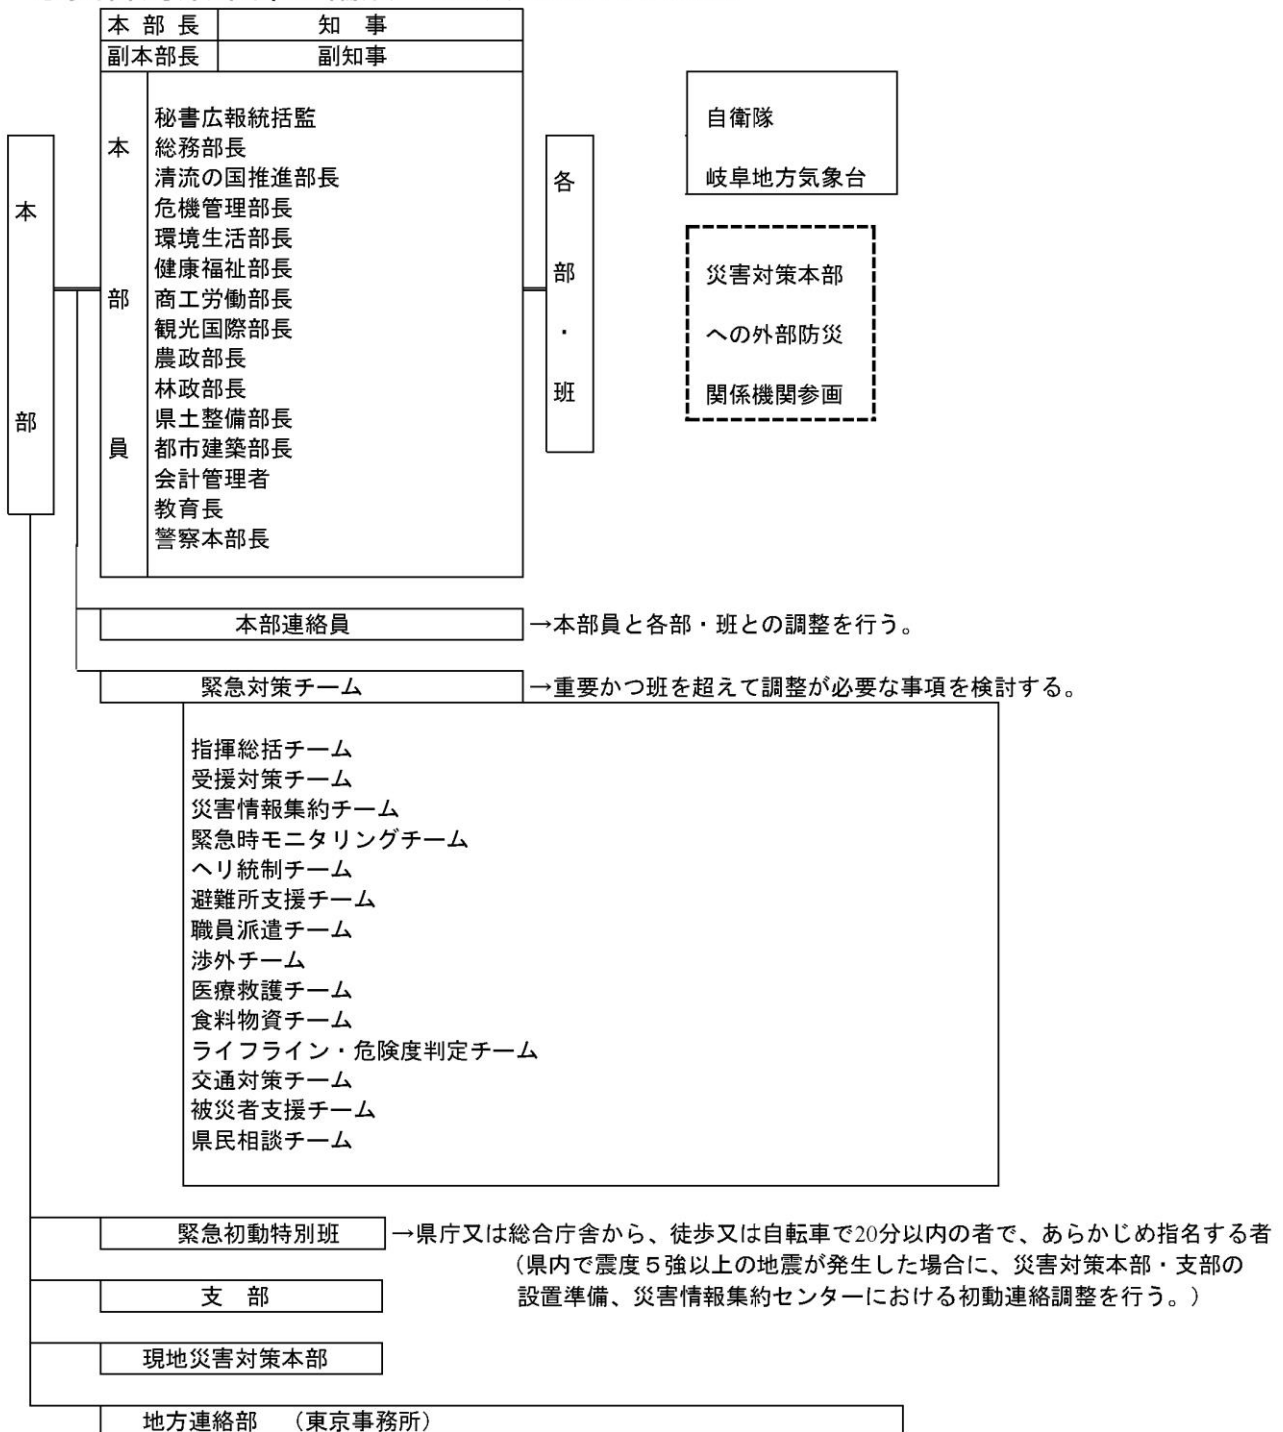 本部長 知事
副本部長 副知事
本部
本部員
秘書広報統括監
総務部長
清流の国推進部長
危機管理部長
環境生活部長
健康福祉部長
商工労働部長
観光国際部長
農政部長
林政部長
県土整備部長
都市建築部長
会計管理者
教育長
警察本部長
各部・班
自衛隊
岐阜地方気象台
災害対策本部
への外部防災
関係機関参画
本部連絡員 →本部員と各部・班との調整を行う。
緊急対策チーム →重要かつ班を超えて調整が必要な事項を検討する。
指揮総括チーム
受援対策チーム
災害情報集約チーム
緊急時モニタリングチーム
ヘリ統制チーム
避難所支援チーム
職員派遣チーム
渉外チーム
医療救護チーム
食料物資チーム
ライフライン・危険度判定チーム
交通対策チーム
被災者支援チーム
県民相談チーム
緊急初動特別班 →県庁又は総合庁舎から、徒歩又は自転車で20分以内の者で、あらかじめ指名する者
（県内で震度５強以上の地震が発生した場合に、災害対策本部・支部の
設置準備、災害情報集約センターにおける初動連絡調整を行う。）
支部
現地災害対策本部
地方連絡部 （東京事務所）